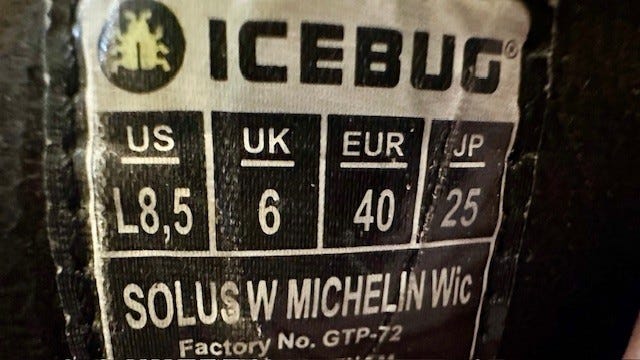 ICEBUG®
US UK EUR JP
L8,5 6 40 25
SOLUS W MICHELIN Wic
Factory No. GTP-72